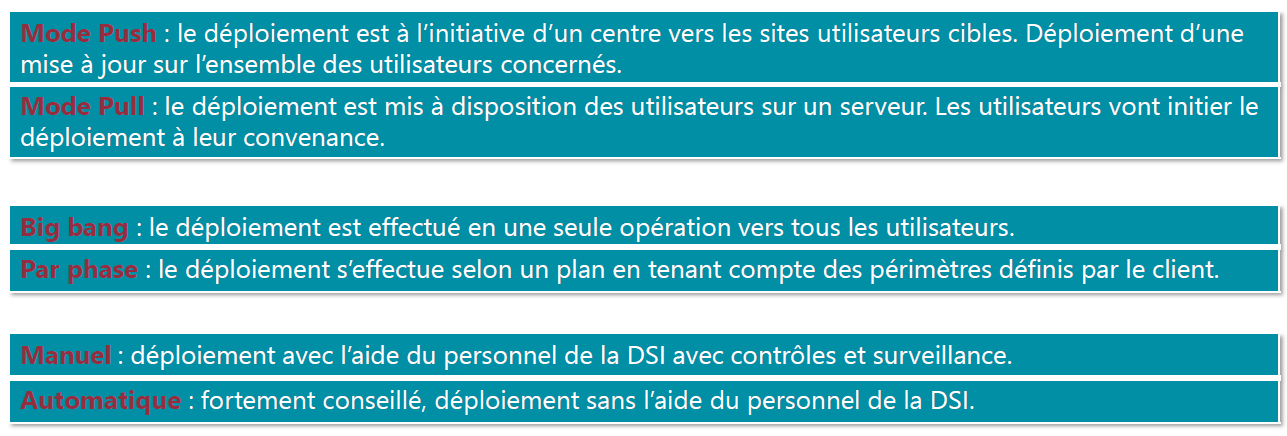 Mode Push : le déploiement est à l’initiative d’un centre vers les sites utilisateurs cibles. Déploiement d’une
mise à jour sur l’ensemble des utilisateurs concernés.
Mode Pull : le déploiement est mis à disposition des utilisateurs sur un serveur. Les utilisateurs vont initier le
déploiement à leur convenance.
Big bang : le déploiement est effectué en une seule opération vers tous les utilisateurs.
Par phase : le déploiement s’effectue selon un plan en tenant compte des périmètres définis par le client.
Manuel : déploiement avec l’aide du personnel de la DSI avec contrôles et surveillance.
Automatique : fortement conseillé, déploiement sans l’aide du personnel de la DSI.